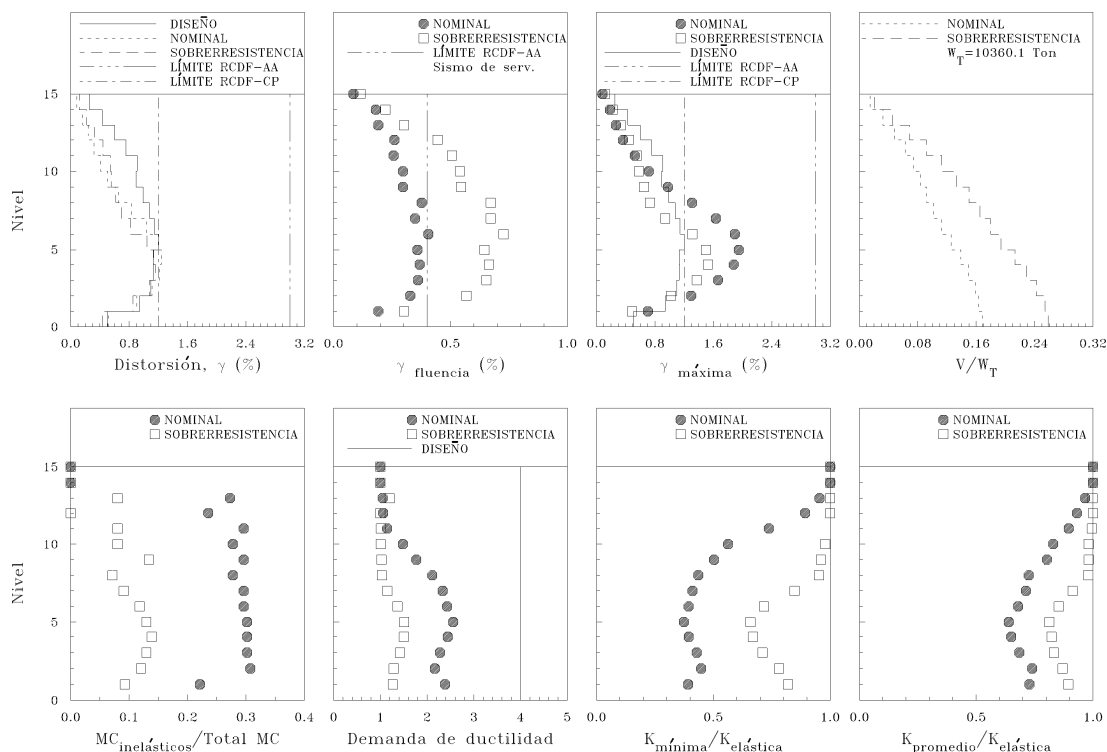 DISEÑO
NOMINAL
SOBRERRESISTENCIA
LÍMITE RCDF-AA
LÍMITE RCDF-CP
15
10
5
0
Nivel
0.0 0.8 1.6 2.4 3.2
Distorsión, γ (%)
NOMINAL
SOBRERRESISTENCIA
LÍMITE RCDF-AA
Sismo de serv.
0.0 0.5 1.0
γ fluencia (%)
NOMINAL
SOBRERRESISTENCIA
DISEÑO
LÍMITE RCDF-AA
LÍMITE RCDF-CP
0.0 0.8 1.6 2.4 3.2
γ máxima (%)
NOMINAL
SOBRERRESISTENCIA
W_T=10360.1 Ton
0.00 0.08 0.16 0.24 0.32
V/W_T
NOMINAL
SOBRERRESISTENCIA
15
10
5
0
Nivel
0.0 0.1 0.2 0.3 0.4
MC inelásticos/Total MC
NOMINAL
SOBRERRESISTENCIA
DISEÑO
0 1 2 3 4 5
Demanda de ductilidad
NOMINAL
SOBRERRESISTENCIA
0.0 0.5 1.0
K mínima/K elástica
NOMINAL
SOBRERRESISTENCIA
0.0 0.5 1.0
K promedio/K elástica